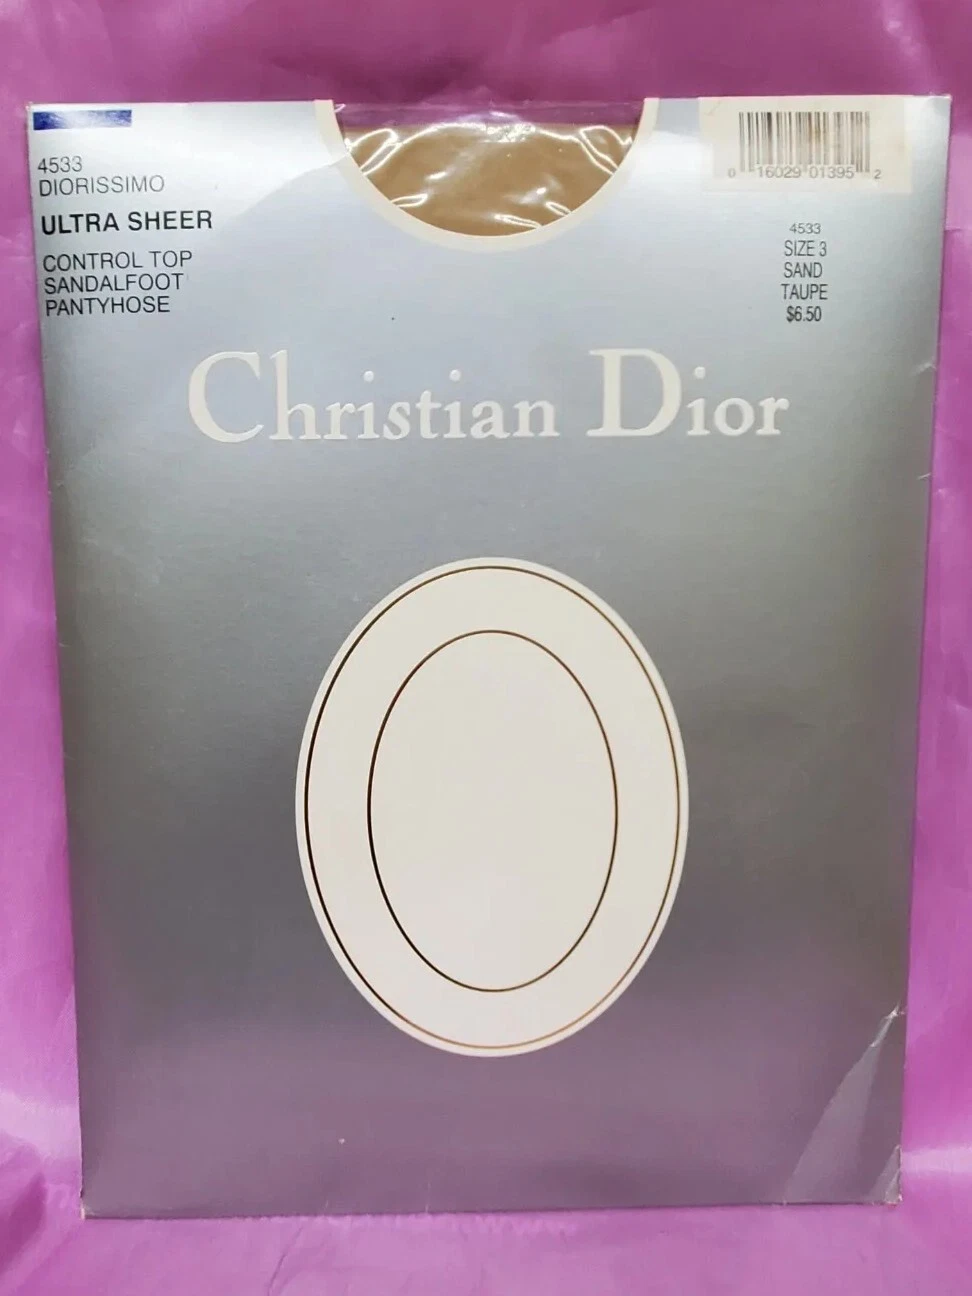 4533
DIORISSIMO
ULTRA SHEER
CONTROL TOP
SANDALFOOT
PANTYHOSE
0 16029 01395 2
4533
SIZE 3
SAND
TAUPE
$6.50
Christian Dior